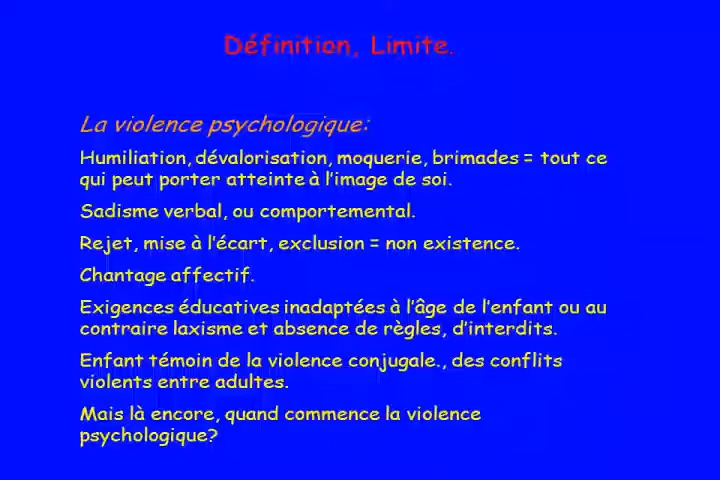 Définition, Limite.
La violence psychologique:
Humiliation, dévalorisation, moquerie, brimades = tout ce
qui peut porter atteinte à l'image de soi.
Sadisme verbal, ou comportemental.
Rejet, mise à l'écart, exclusion = non existence.
Chantage affectif.
Exigences éducatives inadaptées à l'âge de l'enfant ou au
contraire laxisme et absence de règles, d'interdits.
Enfant témoin de la violence conjugale., des conflits
violents entre adultes.
Mais là encore, quand commence la violence
psychologique?